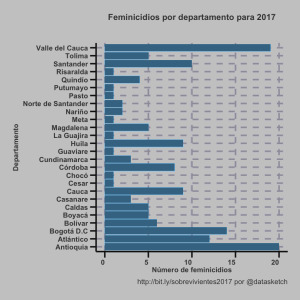 Feminicidios por departamento para 2017
Departamento
Valle del Cauca
Tolima
Santander
Risaralda
Quindío
Putumayo
Pasto
Norte de Santander
Nariño
Meta
Magdalena
La Guajira
Huila
Guaviare
Cundinamarca
Córdoba
Chocó
Cesar
Cauca
Casanare
Caldas
Boyacá
Bolívar
Bogotá D.C
Atlántico
Antioquia
0 5 10 15 20
Número de feminicidios
http://bit.ly/sobrevivientes2017 por @datasketch